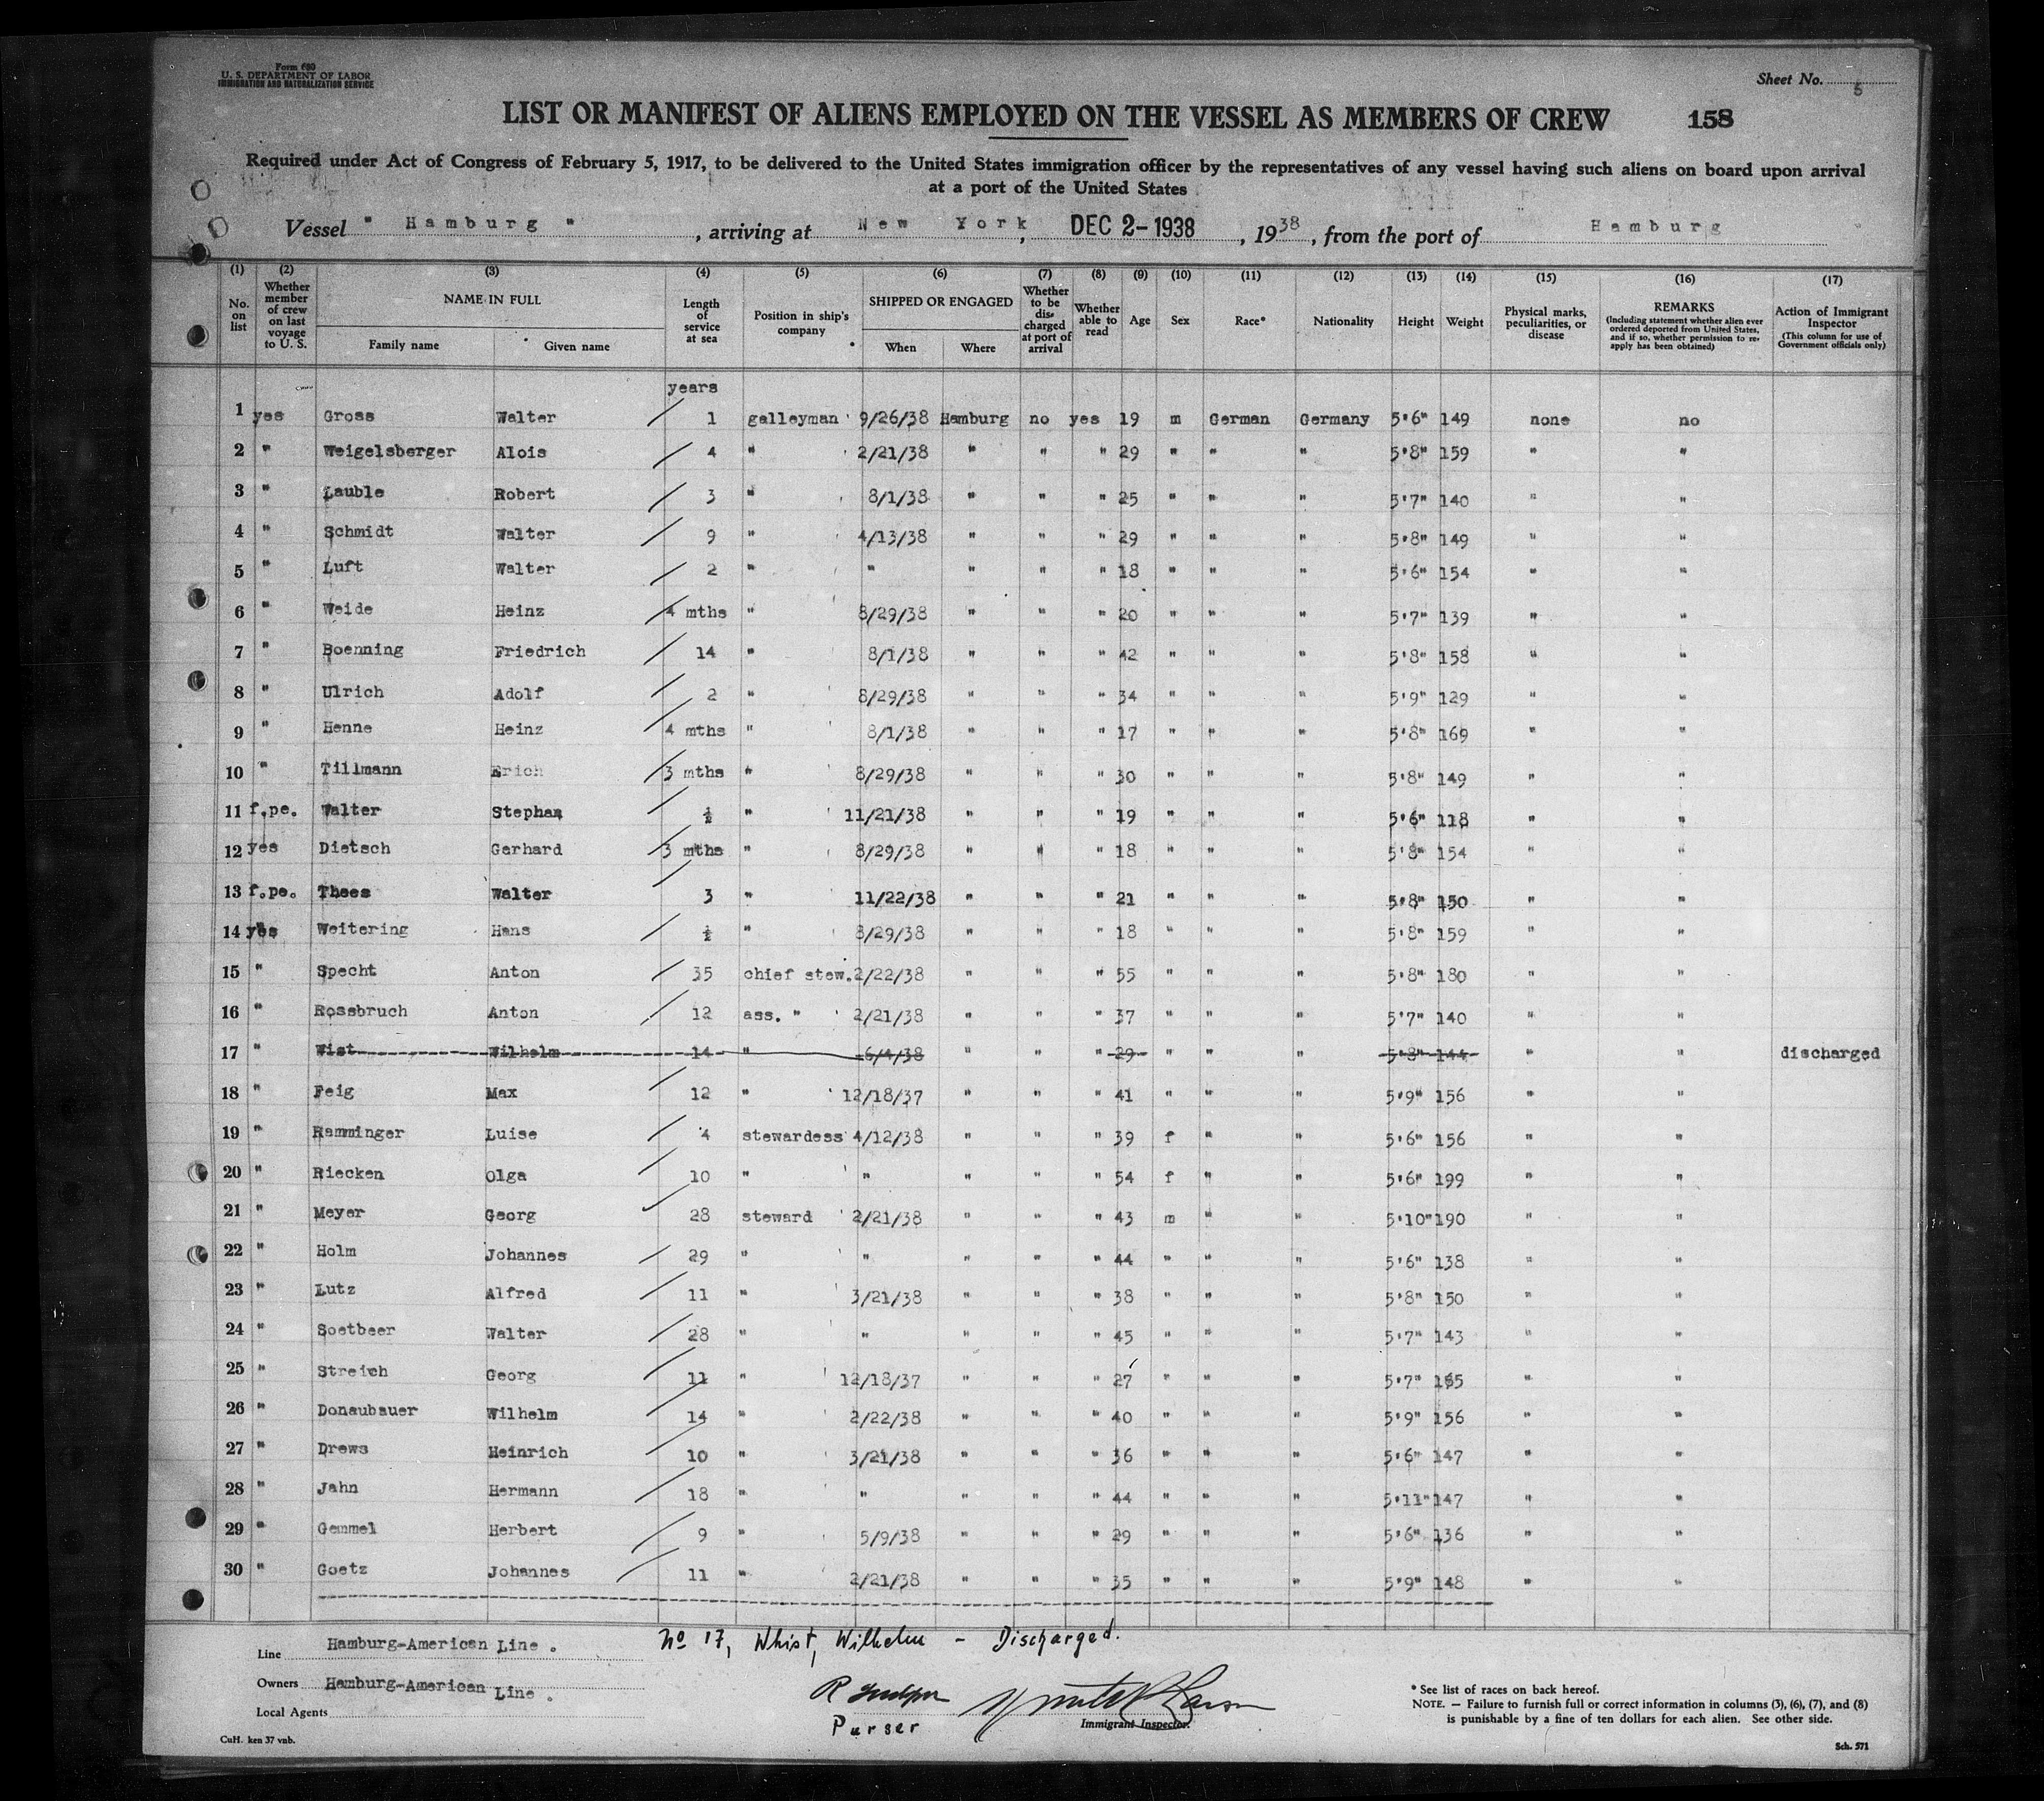 Form 680
U. S. DEPARTMENT OF LABOR
IMMIGRATION AND NATURALIZATION SERVICE
Sheet No. 5
LIST OR MANIFEST OF ALIENS EMPLOYED ON THE VESSEL AS MEMBERS OF CREW 158
Required under Act of Congress of February 5, 1917, to be delivered to the United States immigration officer by the representatives of any vessel having such aliens on board upon arrival
at a port of the United States
Vessel " Hamburg " , arriving at New York , DEC 2-1938 , 1938 , from the port of Hamburg
(1) No. on list
(2) Whether member of crew on last voyage to U. S.
(3) NAME IN FULL Family name Given name
(4) Length of service at sea
(5) Position in ship's company
(6) SHIPPED OR ENGAGED When Where
(7) Whether to be dis-charged at port of arrival
(8) Whether able to read
(9) Age
(10) Sex
(11) Race*
(12) Nationality
(13) Height
(14) Weight
(15) Physical marks, peculiarities, or disease
(16) REMARKS (Including statement whether alien ever ordered deported from United States, and if so, whether permission to re-apply has been obtained)
(17) Action of Immigrant Inspector (This column for use of Government officials only)
years
1 yes Gross Walter 1 galleyman 9/26/38 Hamburg no yes 19 m German Germany 5'6" 149 none no
2 " Weigelsberger Alois 4 " 2/21/38 " " " 29 " " " 5'8" 159 " "
3 " Lauble Robert 3 " 8/1/38 " " " 25 " " " 5'7" 140 " "
4 " Schmidt Walter 9 " 4/13/38 " " " 29 " " " 5'8" 149 " "
5 " Luft Walter 2 " " " " " 18 " " " 5'6" 154 " "
6 " Weide Heinz 4 mths " 8/29/38 " " " 20 " " " 5'7" 139 " "
7 " Boenning Friedrich 14 " 8/1/38 " " " 42 " " " 5'8" 158 " "
8 " Ulrich Adolf 2 " 8/29/38 " " " 34 " " " 5'9" 129 " "
9 " Henne Heinz 4 mths " 8/1/38 " " " 17 " " " 5'8" 169 " "
10 " Tillmann Erich 3 mths " 8/29/38 " " " 30 " " " 5'8" 149 " "
11 f.pe. Walter Stephan ½ " 11/21/38 " " " 19 " " " 5'6" 118 " "
12 yes Dietsch Gerhard 3 mths " 8/29/38 " " " 18 " " " 5'8" 154 " "
13 f.pe. Thees Walter 3 " 11/22/38 " " " 21 " " " 5'8" 150 " "
14 yes Weitering Hans ½ " 8/29/38 " " " 18 " " " 5'8" 159 " "
15 " Specht Anton 35 chief stew. 2/22/38 " " " 55 " " " 5'8" 180 " "
16 " Rossbruch Anton 12 ass. " 2/21/38 " " " 37 " " " 5'7" 140 " "
17 " Wist Wilhelm 14 " 6/4/38 " " " 29 " " " 5'8" 144 " " discharged
18 " Feig Max 12 " 12/18/37 " " " 41 " " " 5'9" 156 " "
19 " Ramminger Luise 4 stewardess 4/12/38 " " " 39 f " " 5'6" 156 " "
20 " Riecken Olga 10 " " " " " 54 f " " 5'6" 199 " "
21 " Meyer Georg 28 steward 2/21/38 " " " 43 m " " 5'10" 190 " "
22 " Holm Johannes 29 " " " " " 44 " " " 5'6" 138 " "
23 " Lutz Alfred 11 " 3/21/38 " " " 38 " " " 5'8" 150 " "
24 " Soetbeer Walter 28 " " " " " 45 " " " 5'7" 143 " "
25 " Streich Georg 11 " 12/18/37 " " " 27 " " " 5'7" 165 " "
26 " Donaubauer Wilhelm 14 " 2/22/38 " " " 40 " " " 5'9" 156 " "
27 " Drews Heinrich 10 " 3/21/38 " " " 36 " " " 5'6" 147 " "
28 " Jahn Hermann 18 " " " " " 44 " " " 5'11" 147 " "
29 " Gemmel Herbert 9 " 5/9/38 " " " 29 " " " 5'6" 136 " "
30 " Goetz Johannes 11 " 2/21/38 " " " 35 " " " 5'9" 148 " "
No 17, Whist, Wilhelm - Discharged.
Line Hamburg-American Line .
Owners Hamburg-American Line .
Local Agents
Purser
Immigrant Inspector.
* See list of races on back hereof.
NOTE. — Failure to furnish full or correct information in columns (3), (6), (7), and (8)
is punishable by a fine of ten dollars for each alien. See other side.
CuH. ken 37 vnb.
Sch. 571